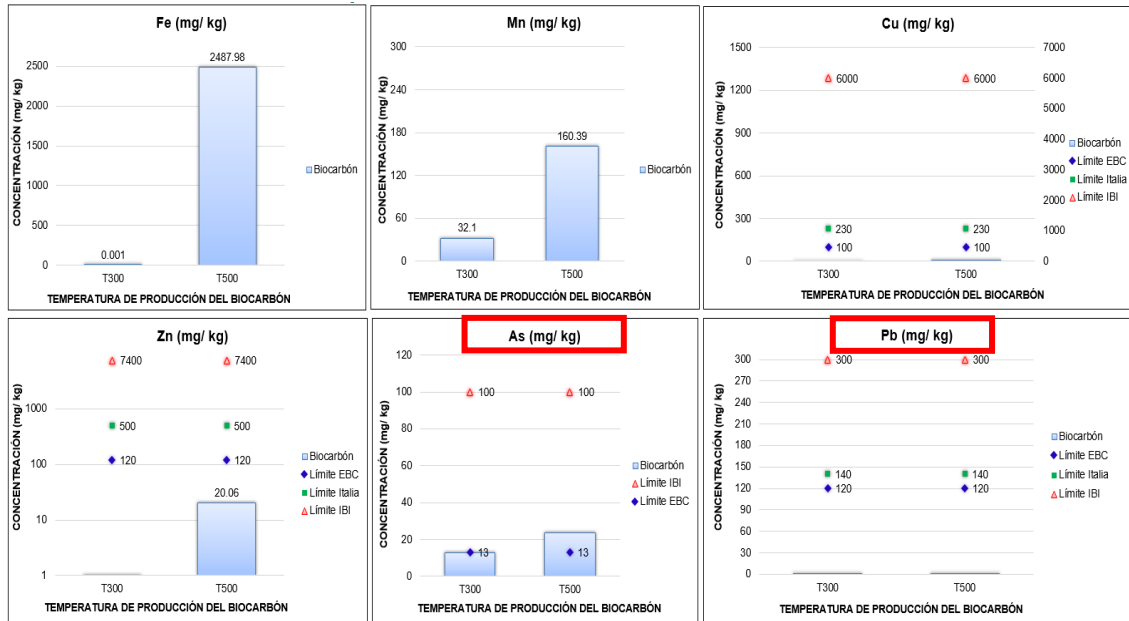 Fe (mg/ kg)
CONCENTRACIÓN (mg/ kg)
2500
2000
1500
1000
500
0
0.001
2487.98
T300
T500
TEMPERATURA DE PRODUCCIÓN DEL BIOCARBÓN
Biocarbón
Mn (mg/ kg)
CONCENTRACIÓN (mg/ kg)
300
240
180
120
60
0
32.1
160.39
T300
T500
TEMPERATURA DE PRODUCCIÓN DEL BIOCARBÓN
Biocarbón
Cu (mg/ kg)
CONCENTRACIÓN (mg/ kg)
1500
1200
900
600
300
0
6000
6000
230
230
100
100
7000
6000
5000
4000
3000
2000
1000
0
T300
T500
TEMPERATURA DE PRODUCCIÓN DEL BIOCARBÓN
Biocarbón
Límite EBC
Límite Italia
Límite IBI
Zn (mg/ kg)
CONCENTRACIÓN (mg/ kg)
1000
100
10
1
7400
7400
500
500
120
120
20.06
T300
T500
TEMPERATURA DE PRODUCCIÓN DEL BIOCARBÓN
Biocarbón
Límite EBC
Límite Italia
Límite IBI
As (mg/ kg)
CONCENTRACIÓN (mg/ kg)
120
100
80
60
40
20
0
100
100
13
13
T300
T500
TEMPERATURA DE PRODUCCIÓN DEL BIOCARBÓN
Biocarbón
Límite IBI
Límite EBC
Pb (mg/ kg)
CONCENTRACIÓN (mg/ kg)
300
270
240
210
180
150
120
90
60
30
0
300
300
140
140
120
120
T300
T500
TEMPERATURA DE PRODUCCIÓN DEL BIOCARBÓN
Biocarbón
Límite EBC
Límite Italia
Límite IBI